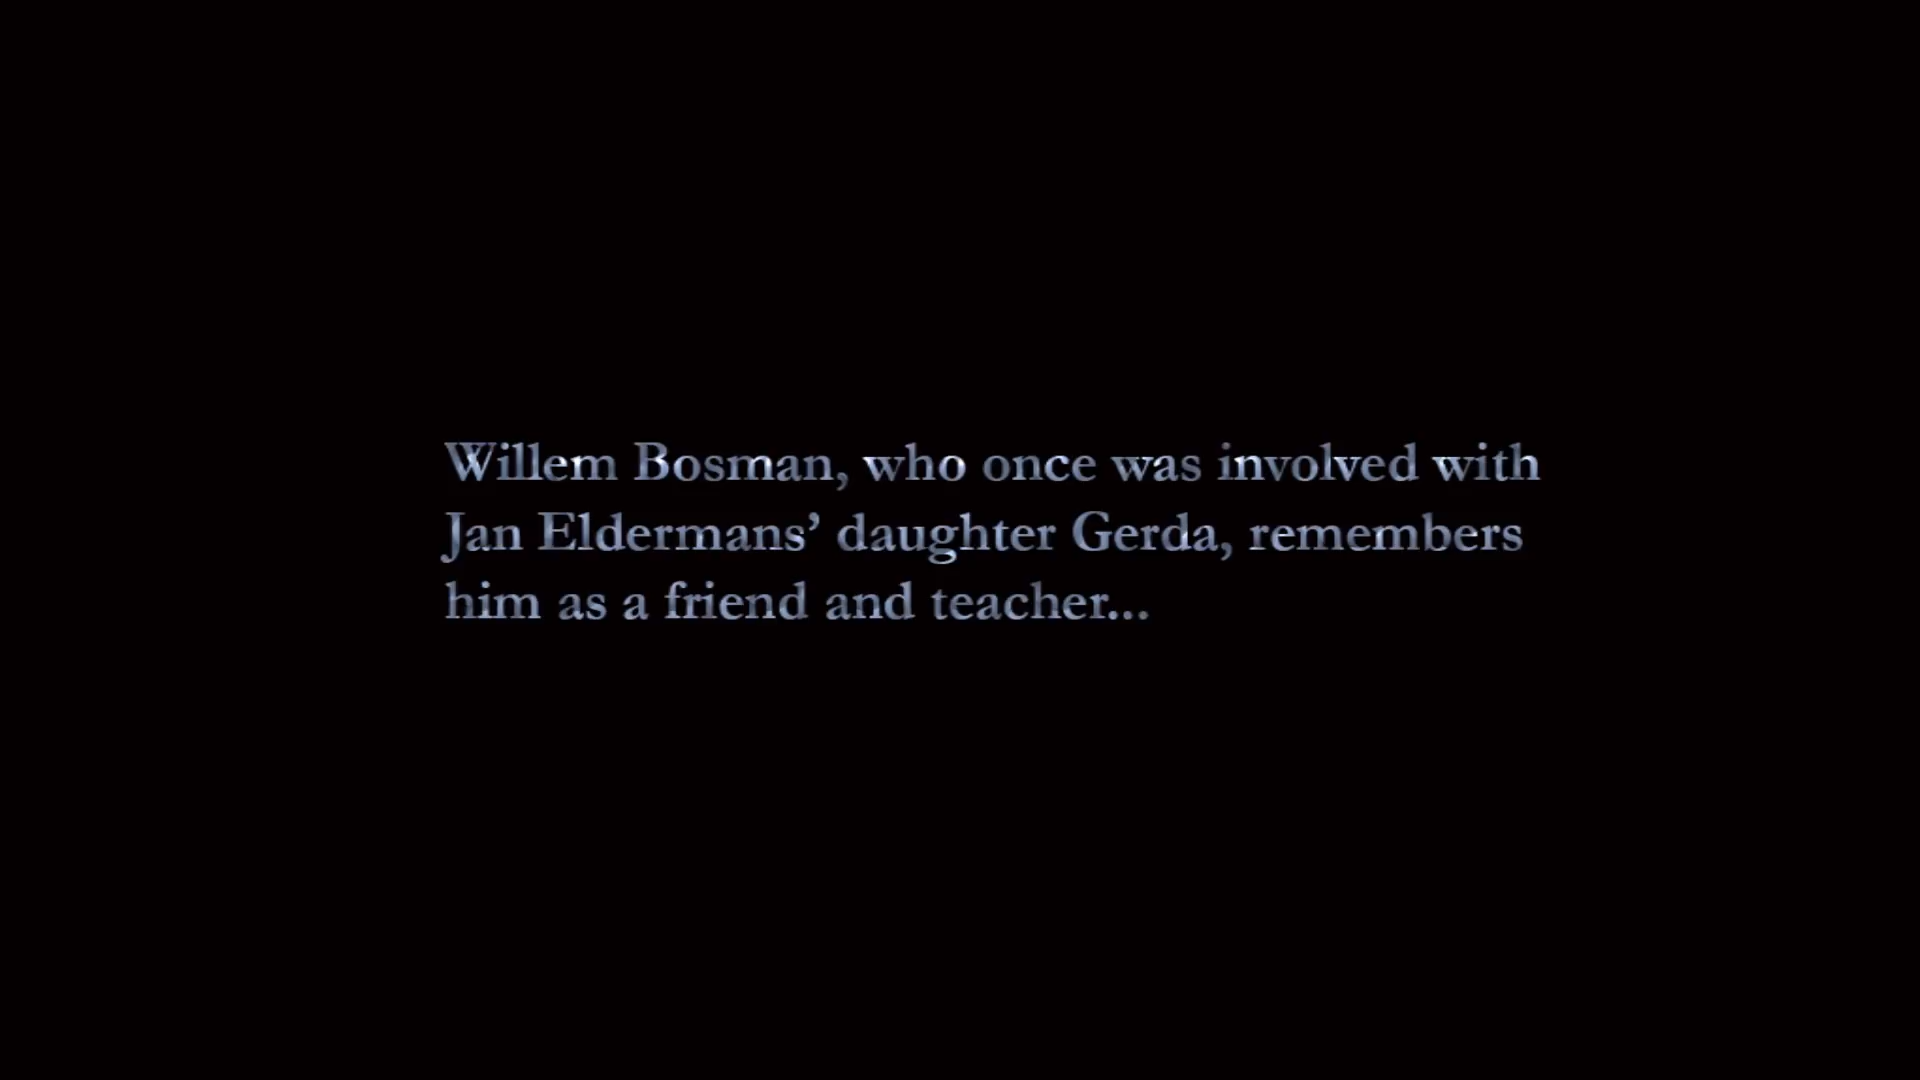 Willem Bosman, who once was involved with
Jan Eldermans’ daughter Gerda, remembers
him as a friend and teacher...